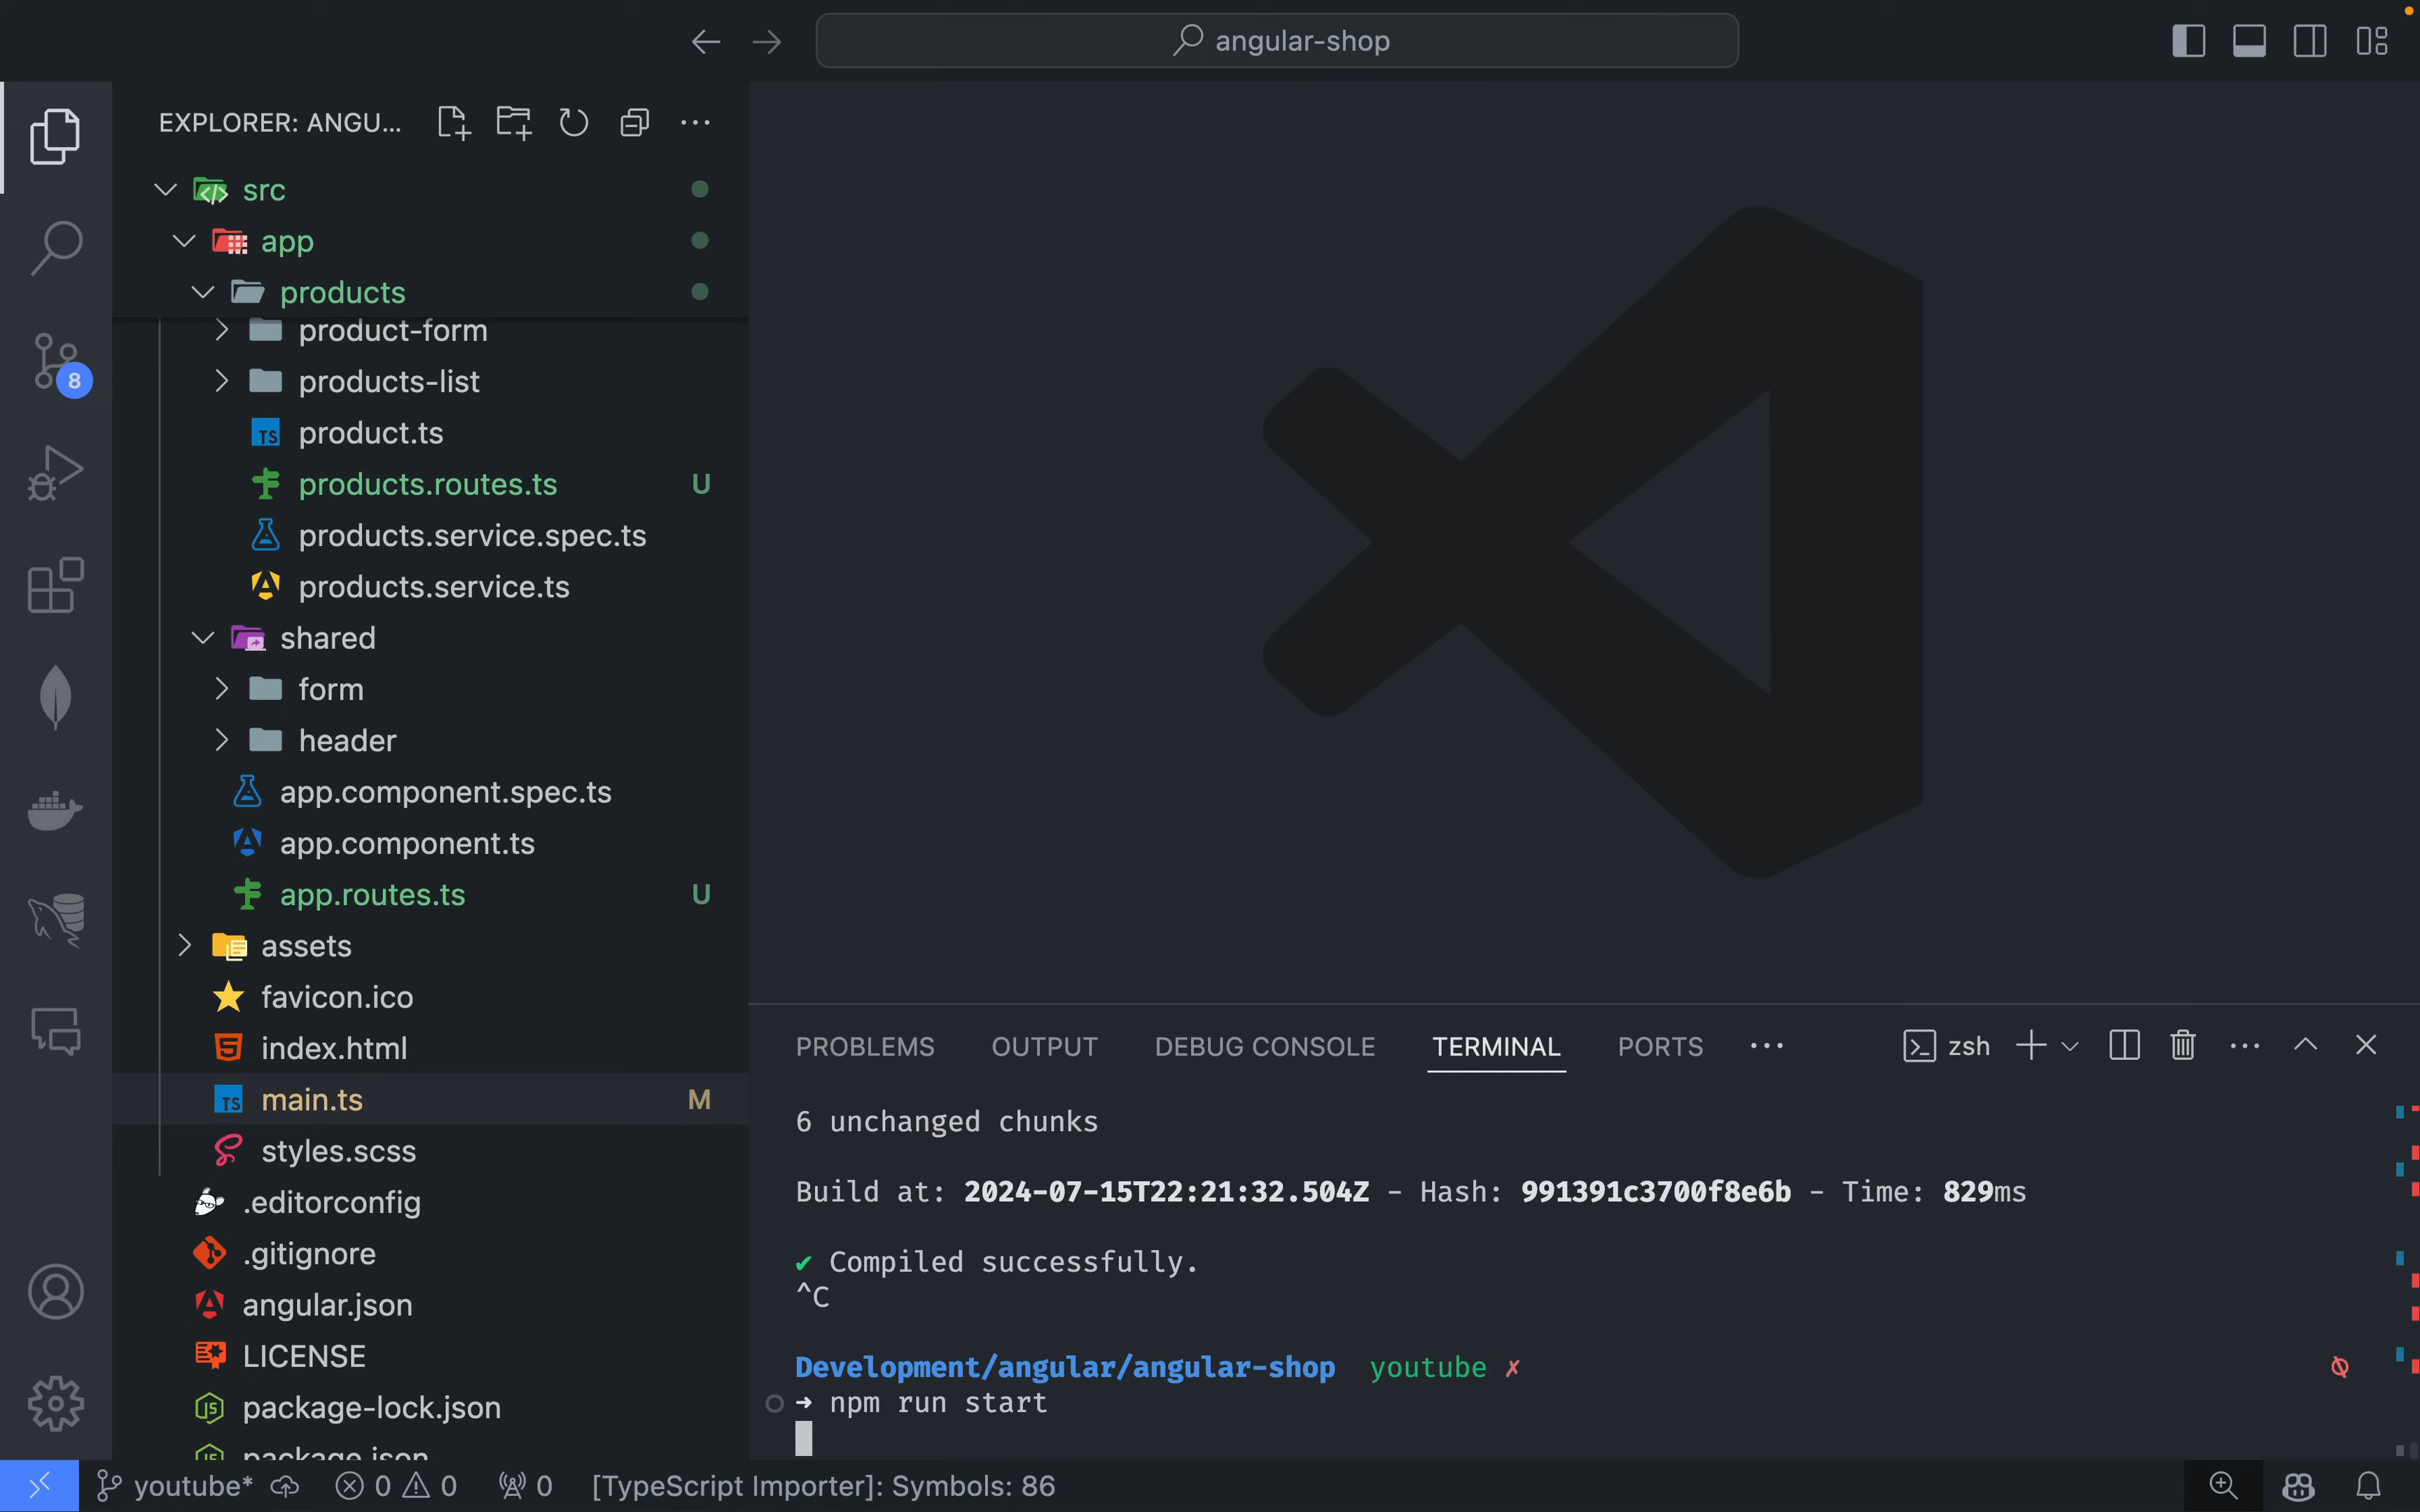 angular-shop
EXPLORER: ANGU...
src
app
products
product-form
products-list
product.ts
products.routes.ts U
products.service.spec.ts
products.service.ts
shared
form
header
app.component.spec.ts
app.component.ts
app.routes.ts U
assets
favicon.ico
index.html
main.ts M
styles.scss
.editorconfig
.gitignore
angular.json
LICENSE
package-lock.json
package.json
8
PROBLEMS OUTPUT DEBUG CONSOLE TERMINAL PORTS ··· zsh
6 unchanged chunks
Build at: 2024-07-15T22:21:32.504Z - Hash: 991391c3700f8e6b - Time: 829ms
✔ Compiled successfully.
^C
Development/angular/angular-shop youtube ✗
➜ npm run start
youtube* 0 0 0 [TypeScript Importer]: Symbols: 86